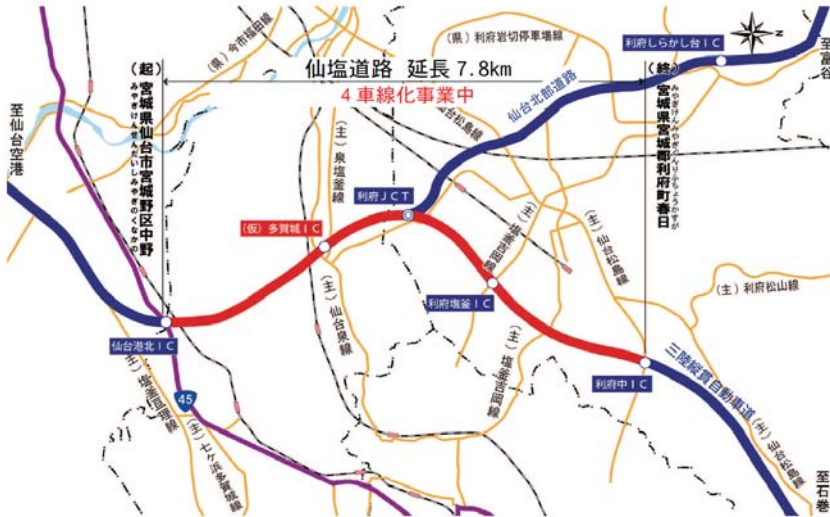 仙塩道路 延長 7.8km
4 車線化事業中
(起) 宮城県仙台市宮城野区中野
みやぎけんせんだいしみやぎのくなかの
(終) 宮城県宮城郡利府町春日
みやぎけんみやぎぐんりふちょうかすが
至仙台空港
(県) 今市福田線
(県) 利府岩切停車場線
利府しらかし台IC
N
至富谷
仙台北部道路
仙台松島線
(主) 泉塩釜線
利府JCT
(仮) 多賀城IC
(主) 塩釜吉岡線
(主) 仙台松島線
(主) 利府松山線
利府塩釜IC
(主) 仙台泉線
仙台港北IC
(主) 塩釜吉岡線
利府中IC
三陸縦貫自動車道
45
(主) 塩釜亘理線
(主) 七ヶ浜多賀城線
(主) 仙台松島線
至石巻